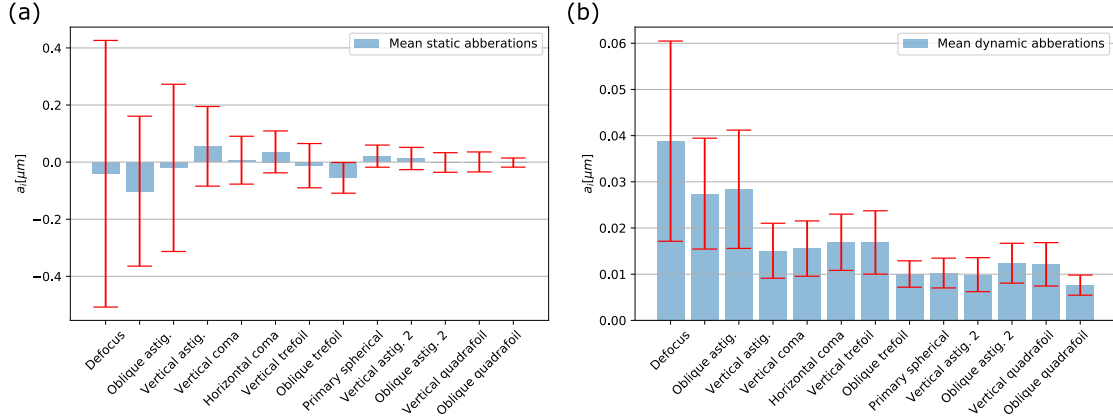 (a)
Mean static abberations
0.4
0.2
0.0
−0.2
−0.4
a_i[μm]
Defocus
Oblique astig.
Vertical astig.
Vertical coma
Horizontal coma
Vertical trefoil
Oblique trefoil
Primary spherical
Vertical astig. 2
Oblique astig. 2
Vertical quadrafoil
Oblique quadrafoil
(b)
Mean dynamic abberations
0.06
0.05
0.04
0.03
0.02
0.01
0.00
a_i[μm]
Defocus
Oblique astig.
Vertical astig.
Vertical coma
Horizontal coma
Vertical trefoil
Oblique trefoil
Primary spherical
Vertical astig. 2
Oblique astig. 2
Vertical quadrafoil
Oblique quadrafoil